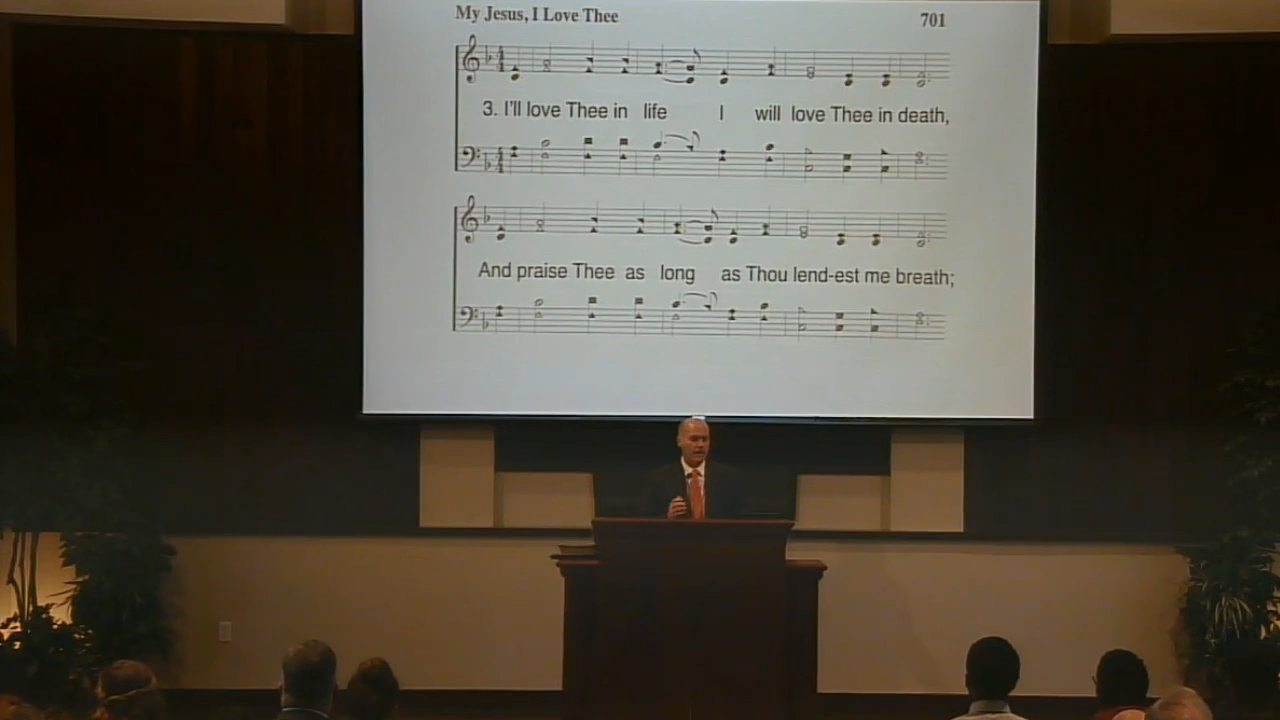 My Jesus, I Love Thee 701
3. I'll love Thee in life I will love Thee in death,
And praise Thee as long as Thou lend-est me breath;